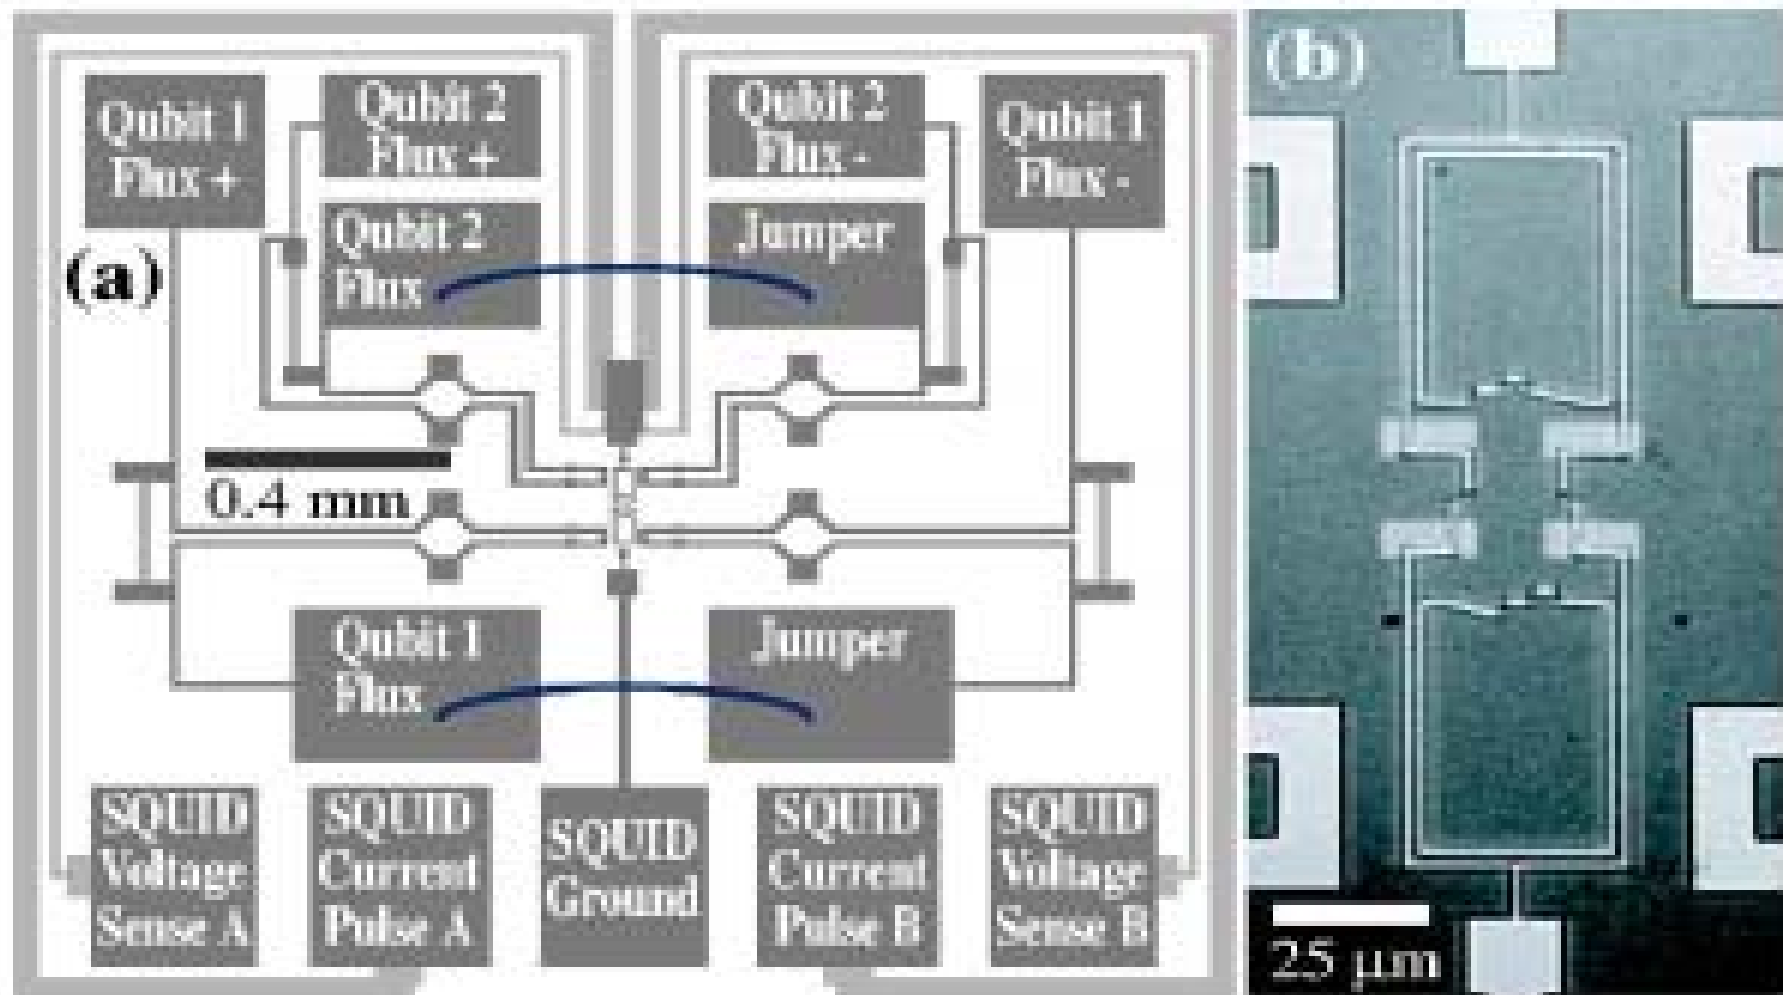 Qubit 1
Flux +
Qubit 2
Flux +
Qubit 2
Flux -
Qubit 1
Flux -
(a)
Qubit 2
Flux
Jumper
0.4 mm
Qubit 1
Flux
Jumper
SQUID
Voltage
Sense A
SQUID
Current
Pulse A
SQUID
Ground
SQUID
Current
Pulse B
SQUID
Voltage
Sense B
(b)
25 μm